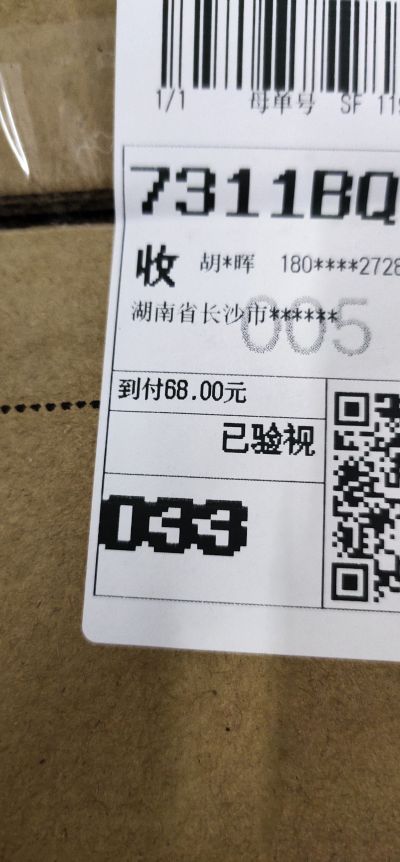 1/1 母单号 SF 119
7311BQ
收 胡*晖 180****2728
湖南省长沙市******
005
到付68.00元
已验视
033